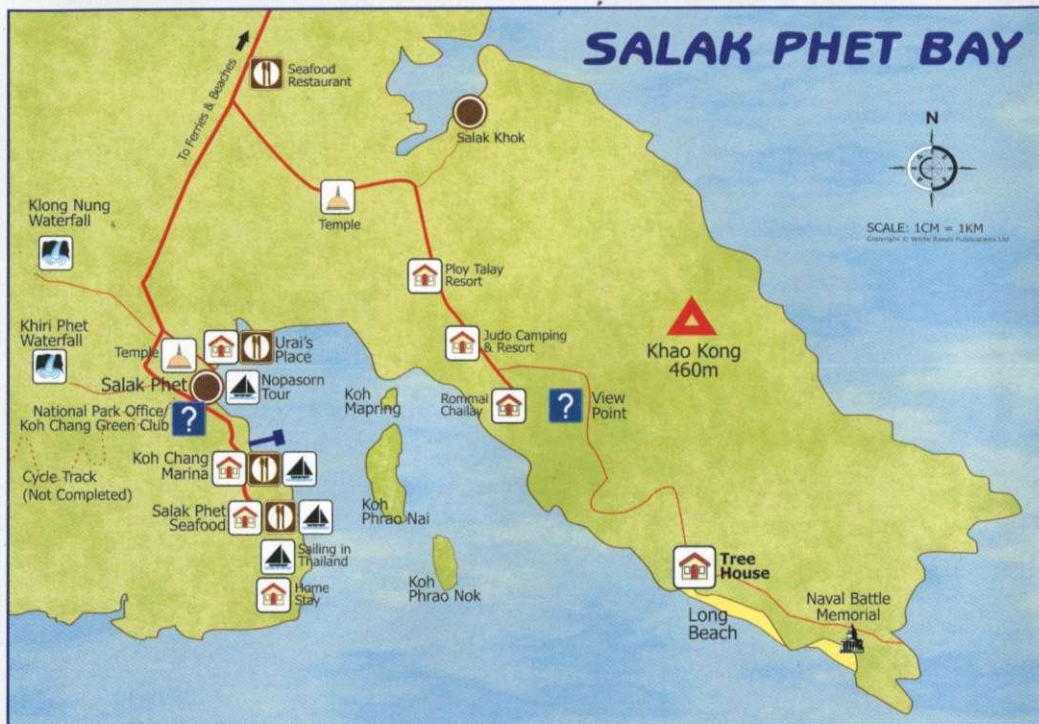 SALAK PHET BAY
To Ferries & Beaches
Seafood
Restaurant
Salak Khok
N
SCALE: 1CM = 1KM
Klong Nung
Waterfall
Temple
Ploy Talay
Resort
Khiri Phet
Waterfall
Temple
Urai's
Place
Judo Camping
& Resort
Khao Kong
460m
Salak Phet
Nopasorn
Tour
Koh
Mapring
Rommai
Chailay
?
View
Point
National Park Office/
Koh Chang Green Club
?
Koh Chang
Marina
Cycle Track
(Not Completed)
Salak Phet
Seafood
Koh
Phrao Nai
Sailing in
Thailand
Tree
House
Koh
Phrao Nok
Home
Stay
Naval Battle
Memorial
Long
Beach